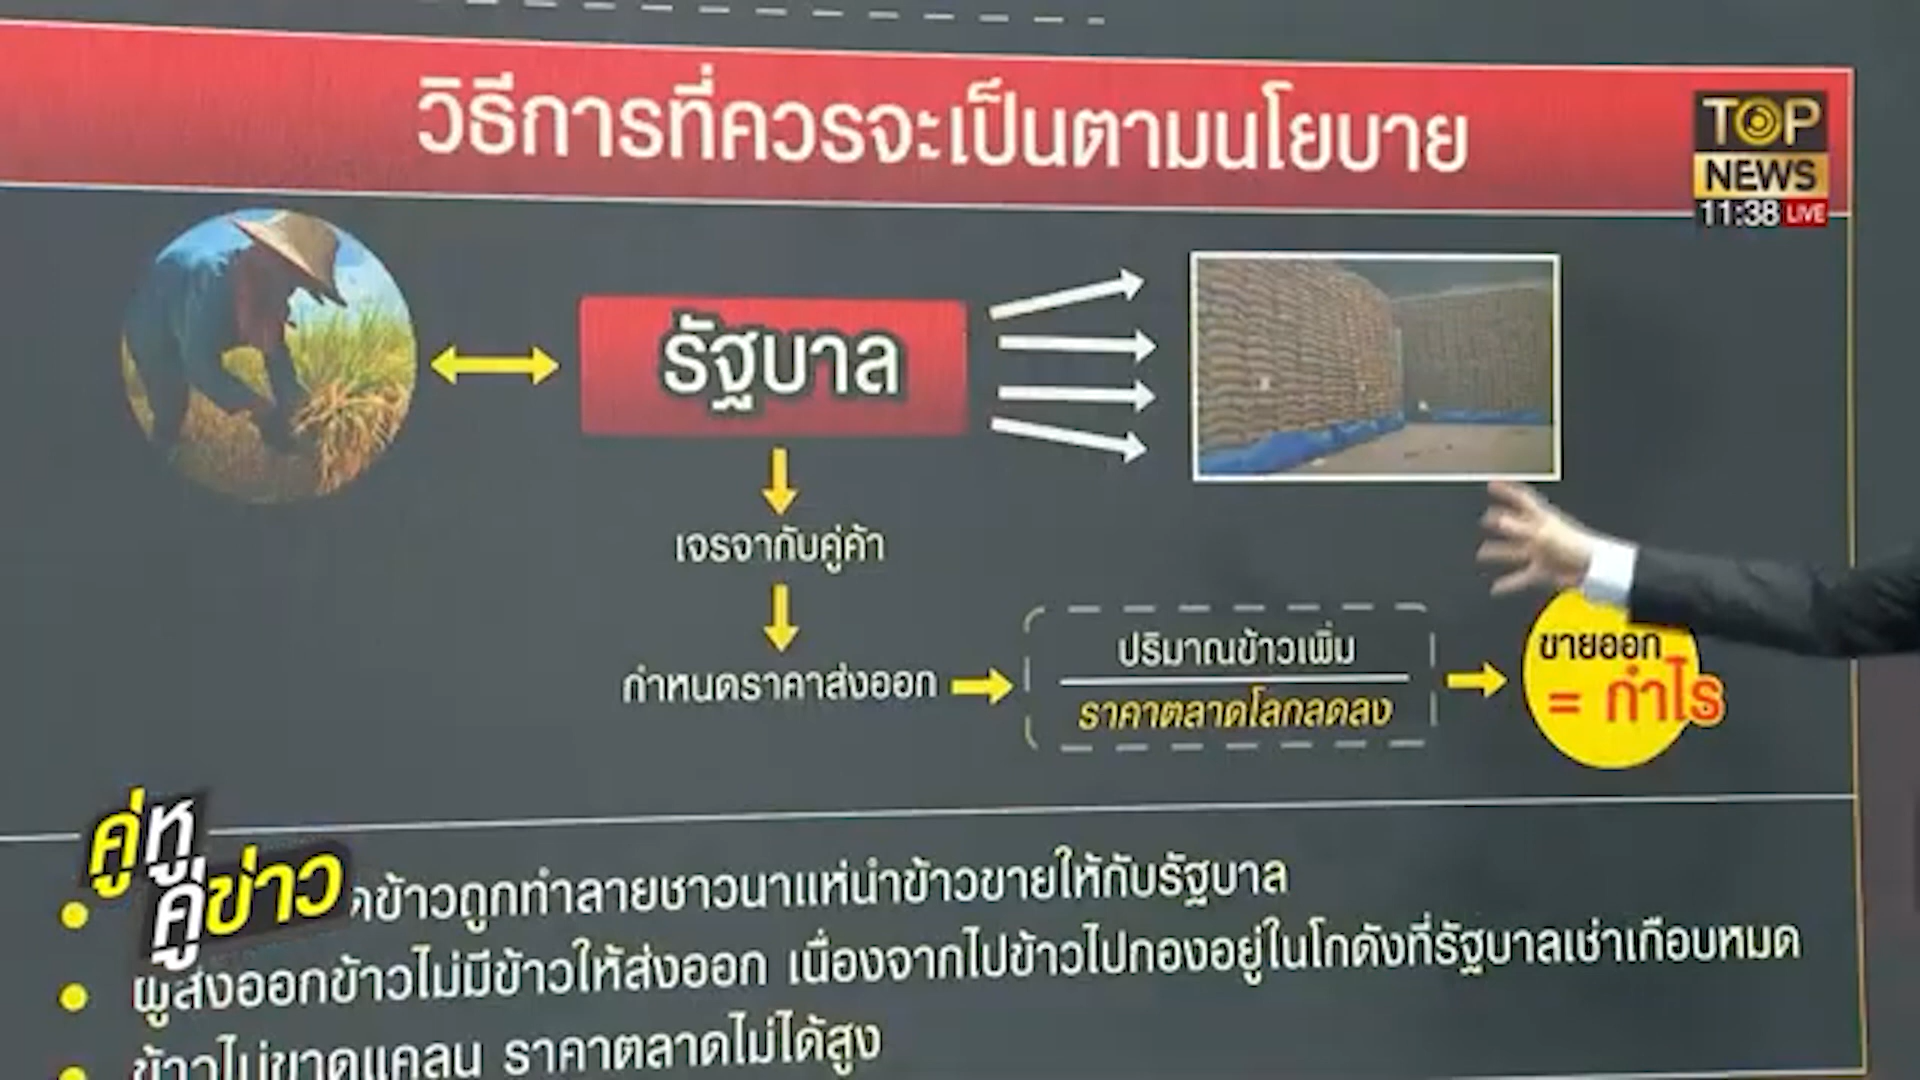 วิธีการที่ควรจะเป็นตามนโยบาย
TOP
NEWS
11:38 LIVE
รัฐบาล
เจรจากับคู่ค้า
กำหนดราคาส่งออก
ปริมาณข้าวเพิ่ม
ราคาตลาดโลกลดลง
ขายออก
= กำไร
คู่หู
คู่ข่าว
ข้าวถูกทำลายชาวนาแห่นำข้าวขายให้กับรัฐบาล
ผู้ส่งออกข้าวไม่มีข้าวให้ส่งออก เนื่องจากไปข้าวไปกองอยู่ในโกดังที่รัฐบาลเช่าเกือบหมด
ข้าวไม่ขาดแคลน ราคาตลาดไม่ได้สูง